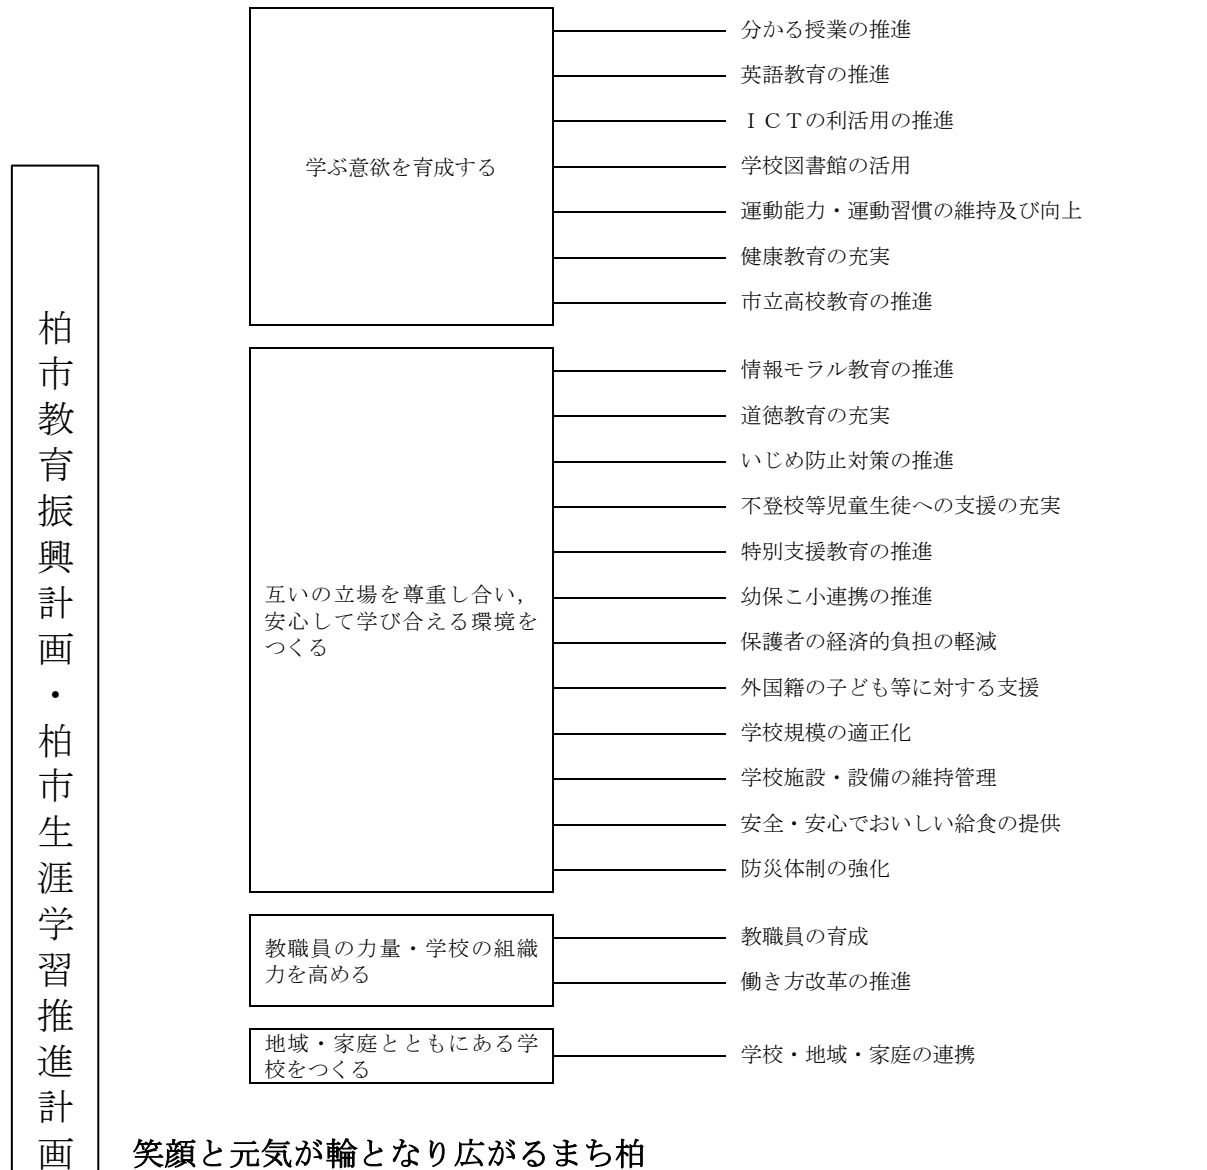 柏市教育振興計画・柏市生涯学習推進計画
学ぶ意欲を育成する
分かる授業の推進
英語教育の推進
ＩＣＴの利活用の推進
学校図書館の活用
運動能力・運動習慣の維持及び向上
健康教育の充実
市立高校教育の推進
互いの立場を尊重し合い，
安心して学び合える環境を
つくる
情報モラル教育の推進
道徳教育の充実
いじめ防止対策の推進
不登校等児童生徒への支援の充実
特別支援教育の推進
幼保こ小連携の推進
保護者の経済的負担の軽減
外国籍の子ども等に対する支援
学校規模の適正化
学校施設・設備の維持管理
安全・安心でおいしい給食の提供
防災体制の強化
教職員の力量・学校の組織
力を高める
教職員の育成
働き方改革の推進
地域・家庭とともにある学
校をつくる
学校・地域・家庭の連携
笑顔と元気が輪となり広がるまち柏